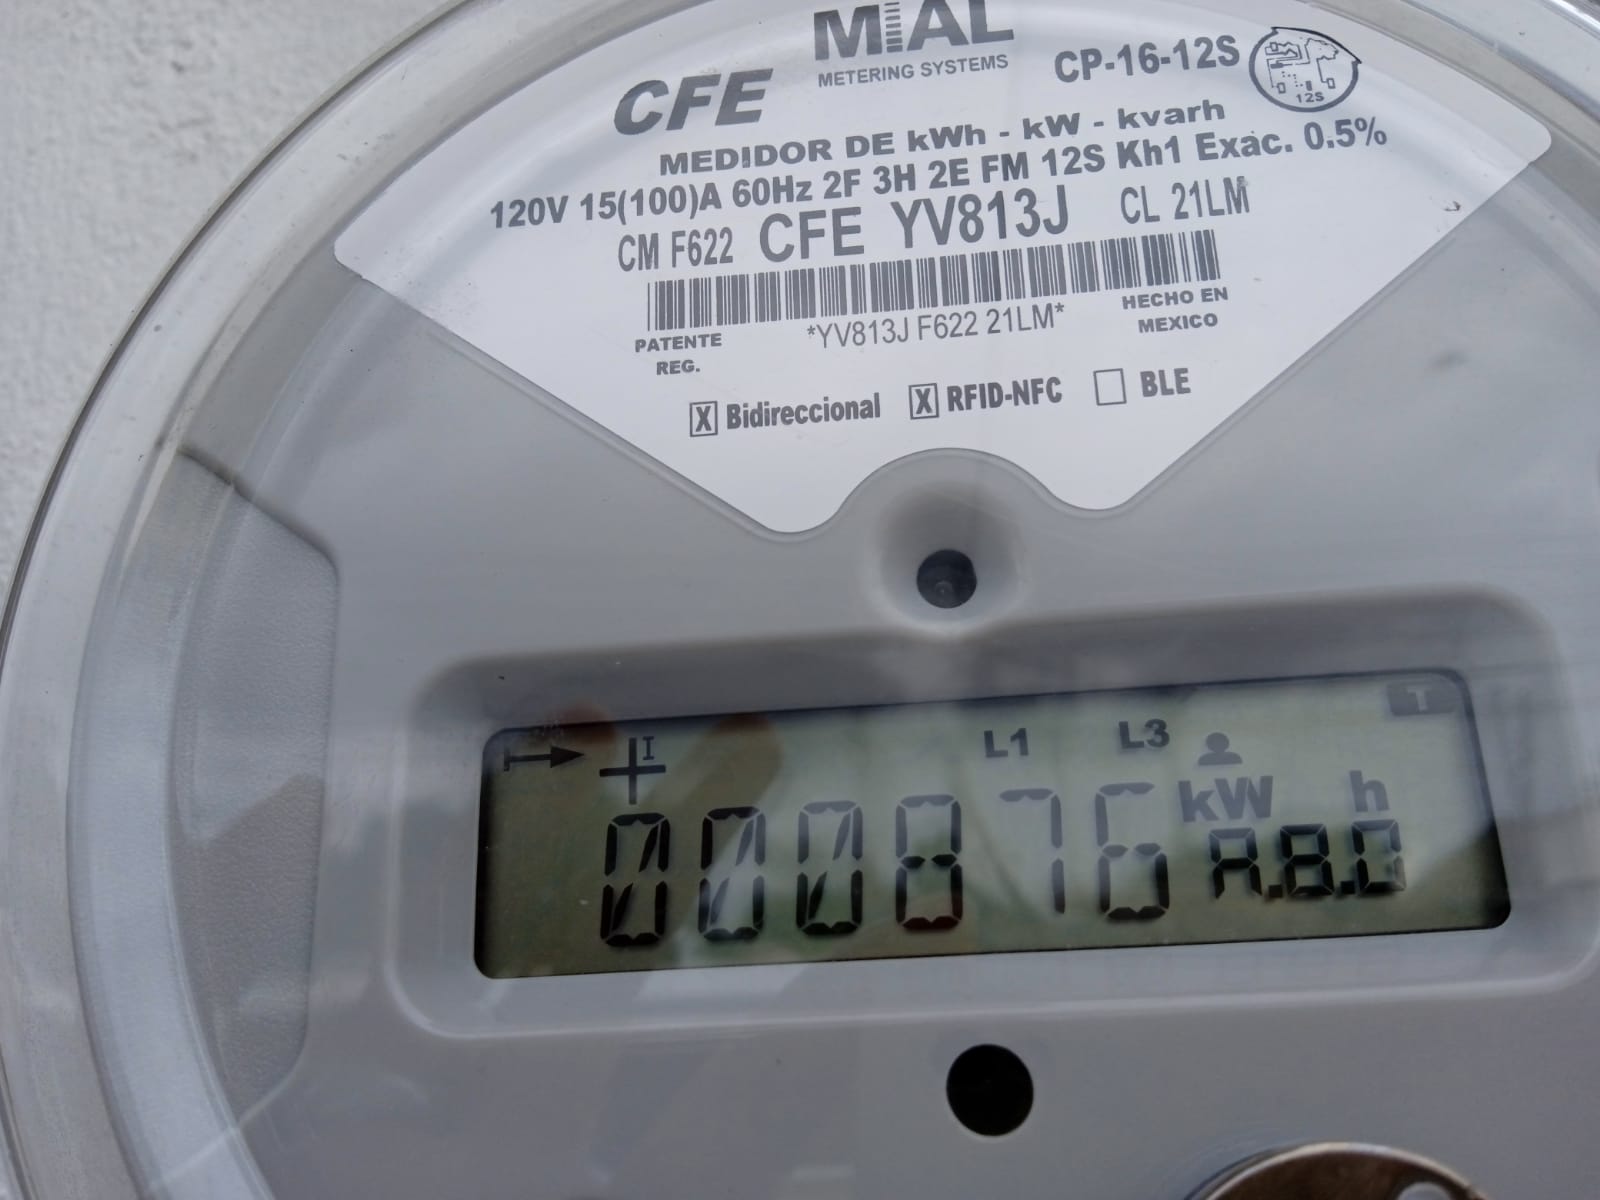 MIAL
METERING SYSTEMS
CFE
CP-16-12S
12S
MEDIDOR DE kWh - kW - kvarh
120V 15(100)A 60Hz 2F 3H 2E FM 12S Kh1 Exac. 0.5%
CM F622 CFE YV813J CL 21LM
*YV813J F622 21LM*
PATENTE
REG.
HECHO EN
MEXICO
X Bidireccional X RFID-NFC BLE
I L1 L3 T
kW h
000876 A.B.D